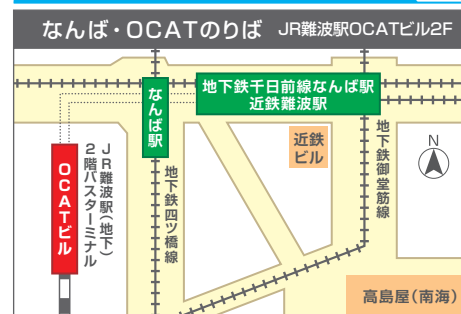 なんば・OCATのりば JR難波駅OCATビル2F
なんば駅
地下鉄千日前線なんば駅
近鉄難波駅
近鉄
ビル
地下鉄御堂筋線
N
OCATビル
JR難波駅(地下)
2階バスターミナル
地下鉄四ツ橋線
高島屋(南海)